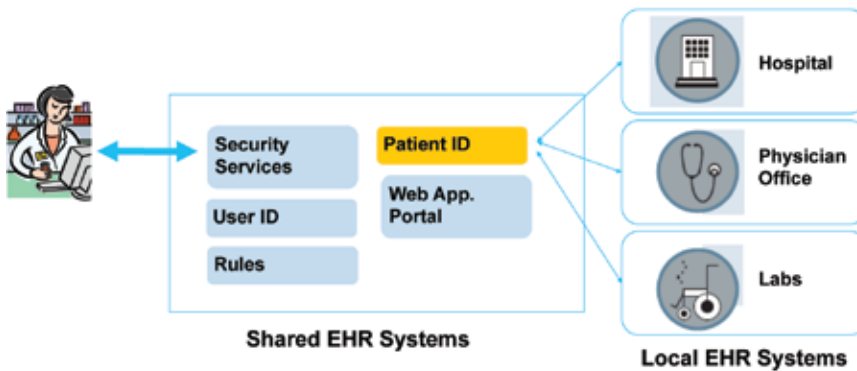 Security
Services
User ID
Rules
Patient ID
Web App.
Portal
Shared EHR Systems
Hospital
Physician
Office
Labs
Local EHR Systems